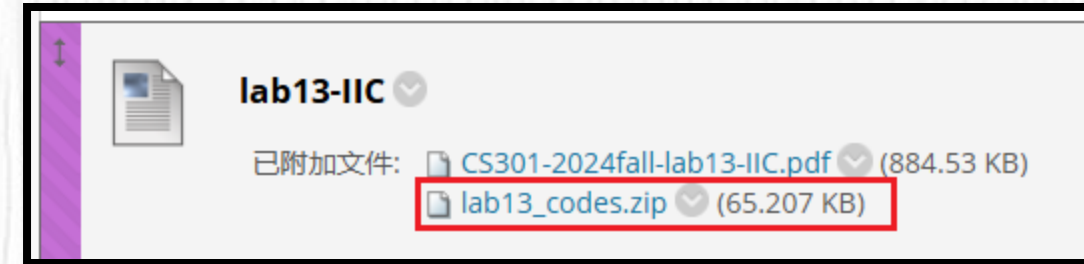 lab13-IIC
已附加文件: CS301-2024fall-lab13-IIC.pdf (884.53 KB)
lab13_codes.zip (65.207 KB)